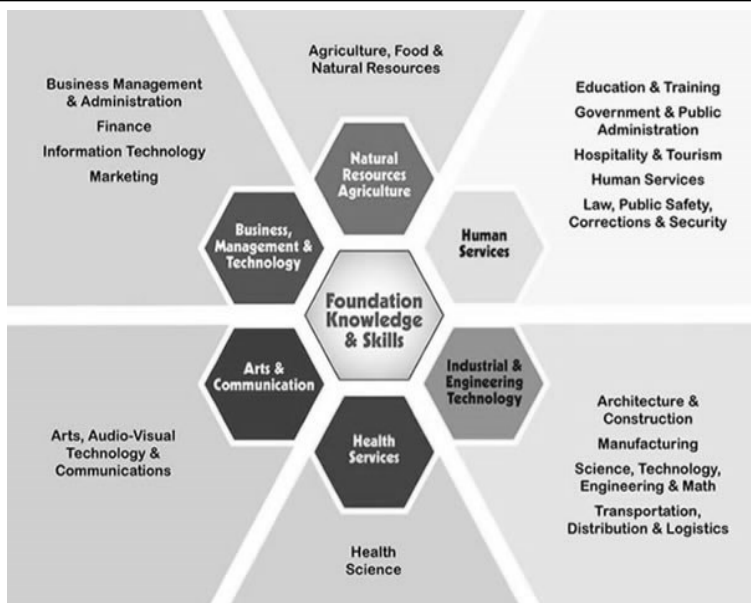 Agriculture, Food &
Natural Resources
Business Management
& Administration
Finance
Information Technology
Marketing
Education & Training
Government & Public
Administration
Hospitality & Tourism
Human Services
Law, Public Safety,
Corrections & Security
Natural
Resources
Agriculture
Business,
Management &
Technology
Human
Services
Foundation
Knowledge
& Skills
Arts &
Communication
Industrial &
Engineering
Technology
Health
Services
Arts, Audio-Visual
Technology &
Communications
Architecture &
Construction
Manufacturing
Science, Technology,
Engineering & Math
Transportation,
Distribution & Logistics
Health
Science